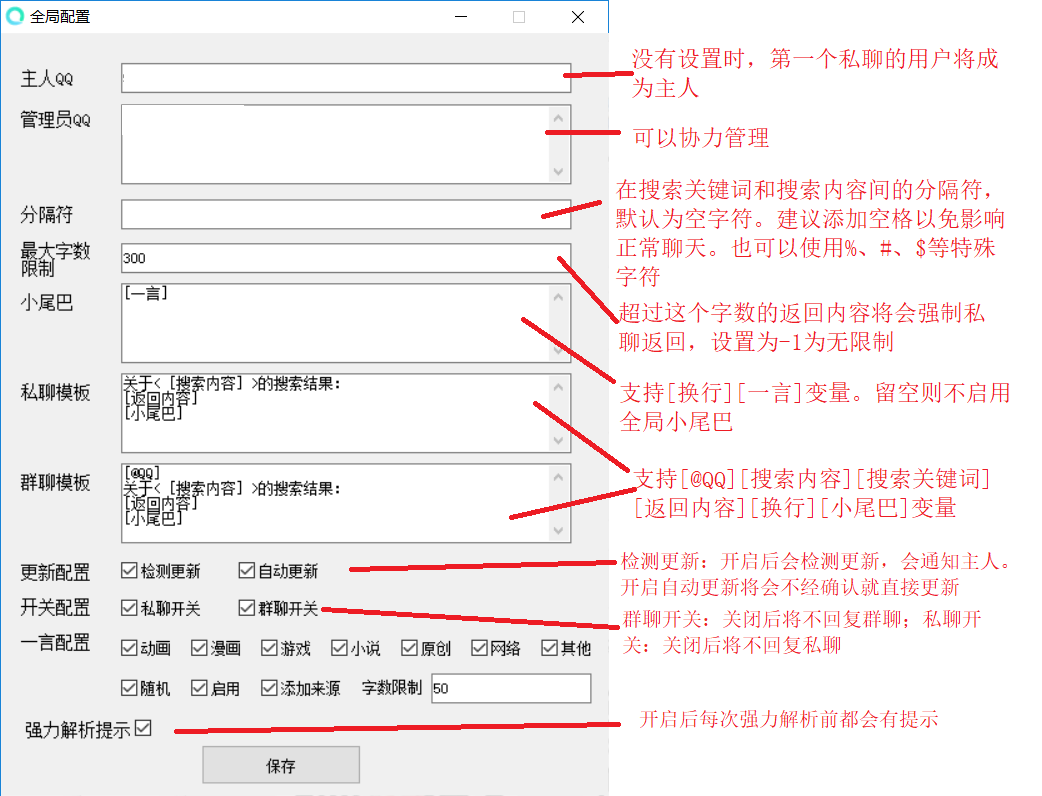 全局配置
主人QQ
没有设置时，第一个私聊的用户将成
为主人
管理员QQ
可以协力管理
分隔符
在搜索关键词和搜索内容间的分隔符，
默认为空字符。建议添加空格以免影响
正常聊天。也可以使用%、#、$等特殊
字符
最大字数
限制
300
超过这个字数的返回内容将会强制私
聊返回，设置为-1为无限制
小尾巴
[一言]
支持[换行][一言]变量。留空则不启用
全局小尾巴
私聊模板
关于< [搜索内容] >的搜索结果:
[返回内容]
[小尾巴]
群聊模板
[@QQ]
关于< [搜索内容] >的搜索结果:
[返回内容]
[小尾巴]
支持[@QQ][搜索内容][搜索关键词]
[返回内容][换行][小尾巴]变量
更新配置 检测更新 自动更新
检测更新：开启后会检测更新，会通知主人。
开启自动更新将会不经确认就直接更新
开关配置 私聊开关 群聊开关
群聊开关：关闭后将不回复群聊；私聊开
关：关闭后将不回复私聊
一言配置 动画 漫画 游戏 小说 原创 网络 其他
随机 启用 添加来源 字数限制 50
强力解析提示
开启后每次强力解析前都会有提示
保存